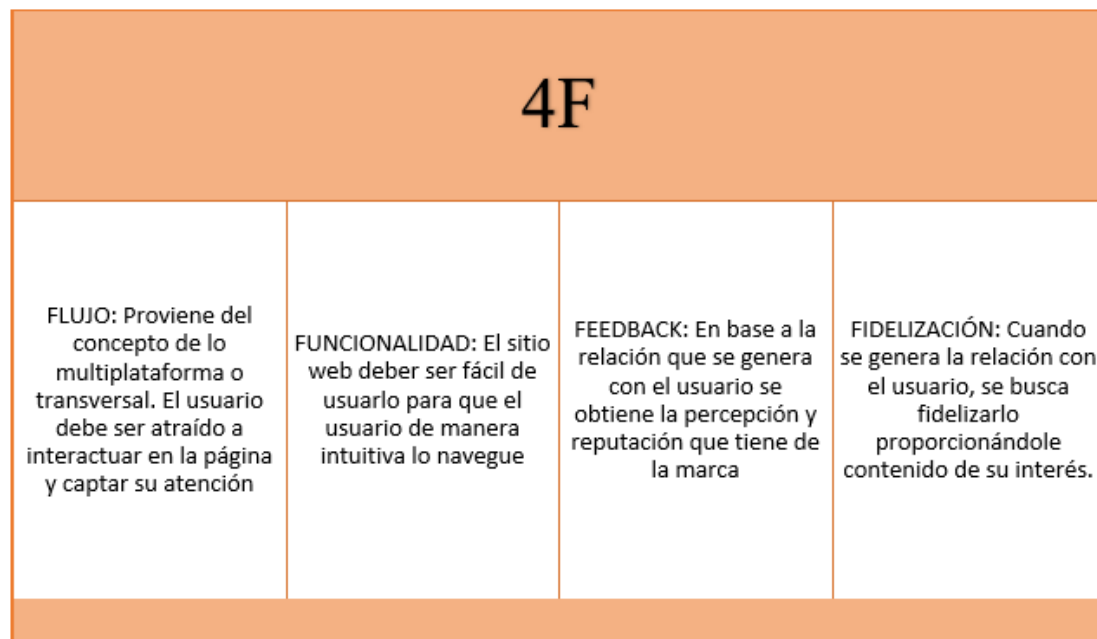 4F
FLUJO: Proviene del
concepto de lo
multiplataforma o
transversal. El usuario
debe ser atraído a
interactuar en la página
y captar su atención
FUNCIONALIDAD: El sitio
web deber ser fácil de
usuarlo para que el
usuario de manera
intuitiva lo navegue
FEEDBACK: En base a la
relación que se genera
con el usuario se
obtiene la percepción y
reputación que tiene de
la marca
FIDELIZACIÓN: Cuando
se genera la relación con
el usuario, se busca
fidelizarlo
proporcionándole
contenido de su interés.